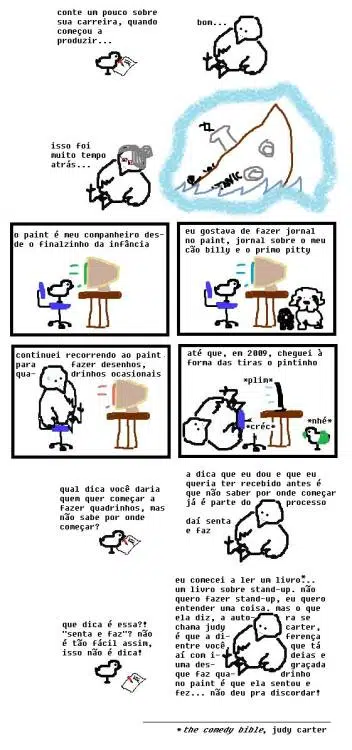 conte um pouco sobre
sua carreira, quando
começou a
produzir...
bom...
isso foi
muito tempo
atrás...
o paint é meu companheiro des-
de o finalzinho da infância
eu gostava de fazer jornal
no paint, jornal sobre o meu
cão billy e o primo pitty
continuei recorrendo ao paint
para fazer desenhos,
qua- drinhos ocasionais
até que, em 2009, cheguei à
forma das tiras o pintinho
*plim*
*créc*
*nhé*
qual dica você daria
quem quer começar a
fazer quadrinhos, mas
não sabe por onde
começar?
a dica que eu dou e que eu
queria ter recebido antes é
que não saber por onde começar
já é parte do processo
daí senta
e faz
que dica é essa?!
"senta e faz"? não
é tão fácil assim,
isso não é dica!
eu comecei a ler um livro*..
um livro sobre stand-up. não
quero fazer stand-up, eu quero
entender uma coisa. mas o que
ela diz, a auto- ra se
chama judy carter,
é que a di- ferença
entre você que tá
aí com i- deias e
uma des- graçada
que faz qua- drinho
no paint é que ela sentou e
fez... não deu pra discordar!
*the comedy bible, judy carter